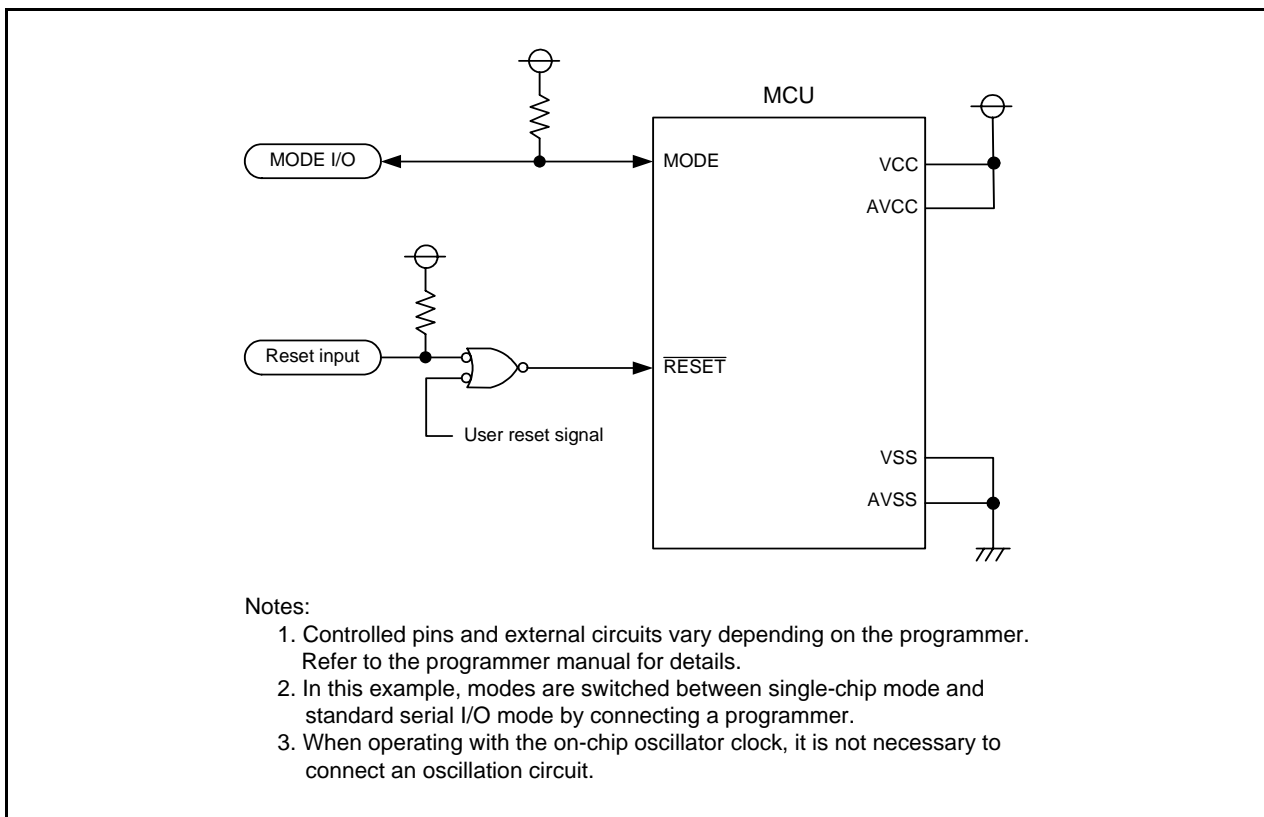 MCU
MODE I/O
MODE
VCC
AVCC
Reset input
RESET
User reset signal
VSS
AVSS
Notes:
1. Controlled pins and external circuits vary depending on the programmer.
Refer to the programmer manual for details.
2. In this example, modes are switched between single-chip mode and
standard serial I/O mode by connecting a programmer.
3. When operating with the on-chip oscillator clock, it is not necessary to
connect an oscillation circuit.